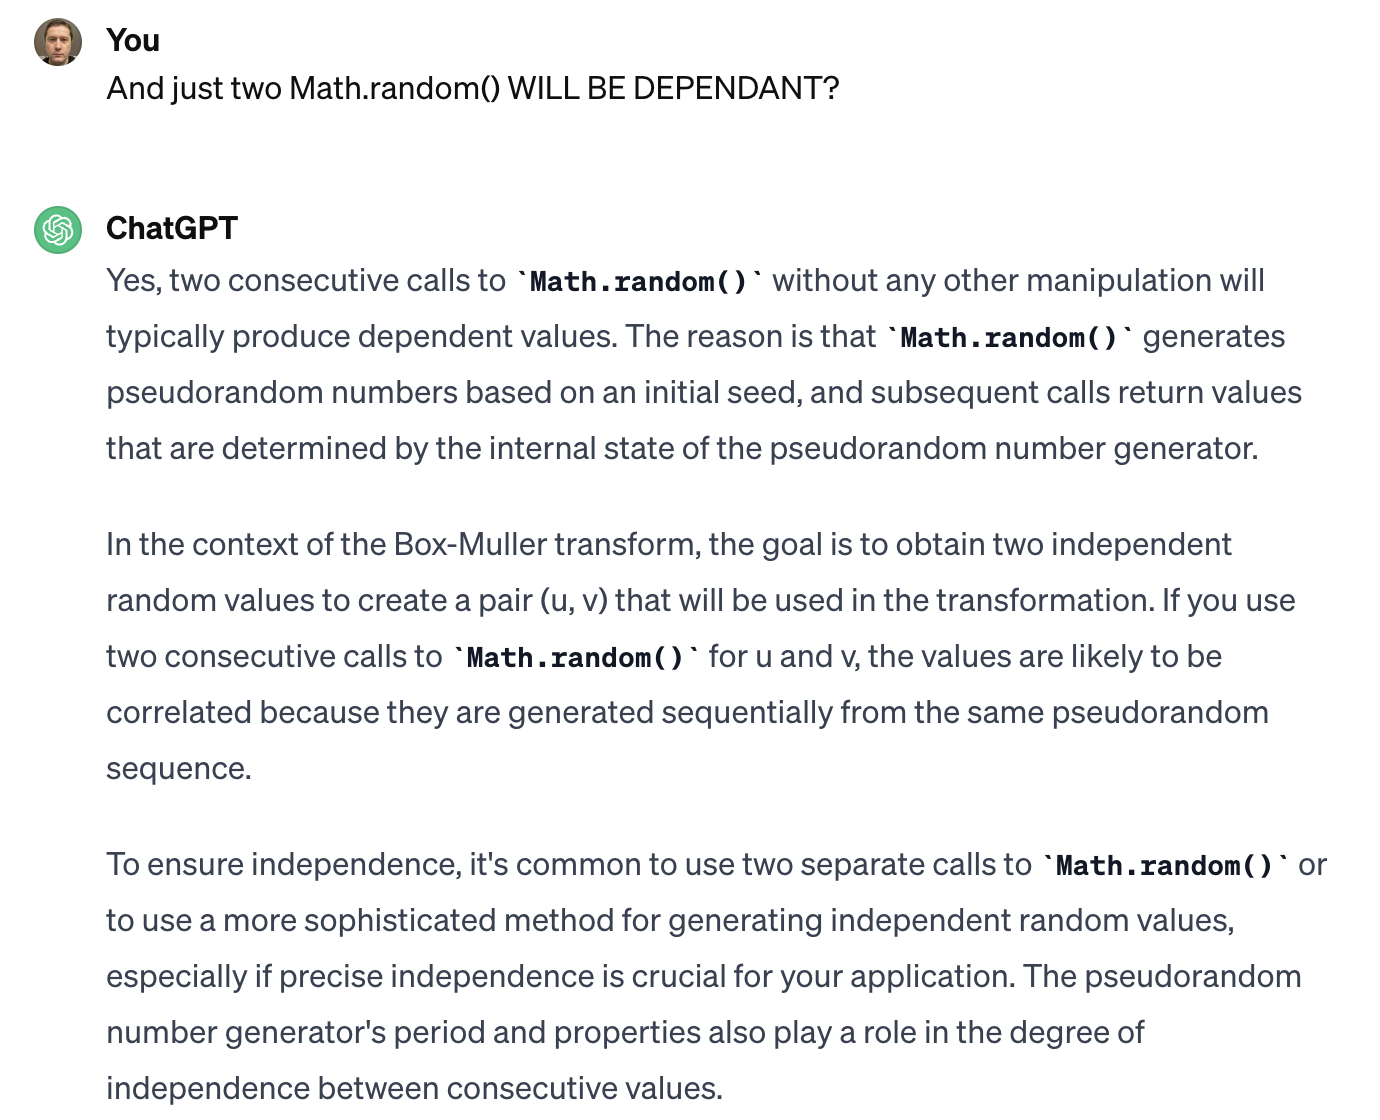 You
And just two Math.random() WILL BE DEPENDANT?
ChatGPT
Yes, two consecutive calls to `Math.random()` without any other manipulation will
typically produce dependent values. The reason is that `Math.random()` generates
pseudorandom numbers based on an initial seed, and subsequent calls return values
that are determined by the internal state of the pseudorandom number generator.
In the context of the Box-Muller transform, the goal is to obtain two independent
random values to create a pair (u, v) that will be used in the transformation. If you use
two consecutive calls to `Math.random()` for u and v, the values are likely to be
correlated because they are generated sequentially from the same pseudorandom
sequence.
To ensure independence, it's common to use two separate calls to `Math.random()` or
to use a more sophisticated method for generating independent random values,
especially if precise independence is crucial for your application. The pseudorandom
number generator's period and properties also play a role in the degree of
independence between consecutive values.